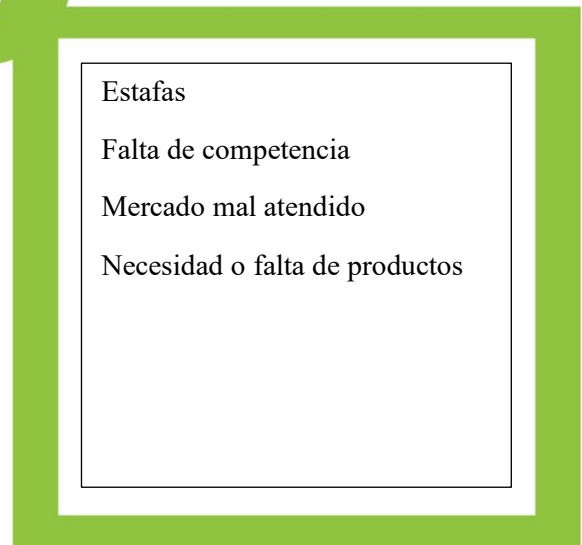 Estafas
Falta de competencia
Mercado mal atendido
Necesidad o falta de productos